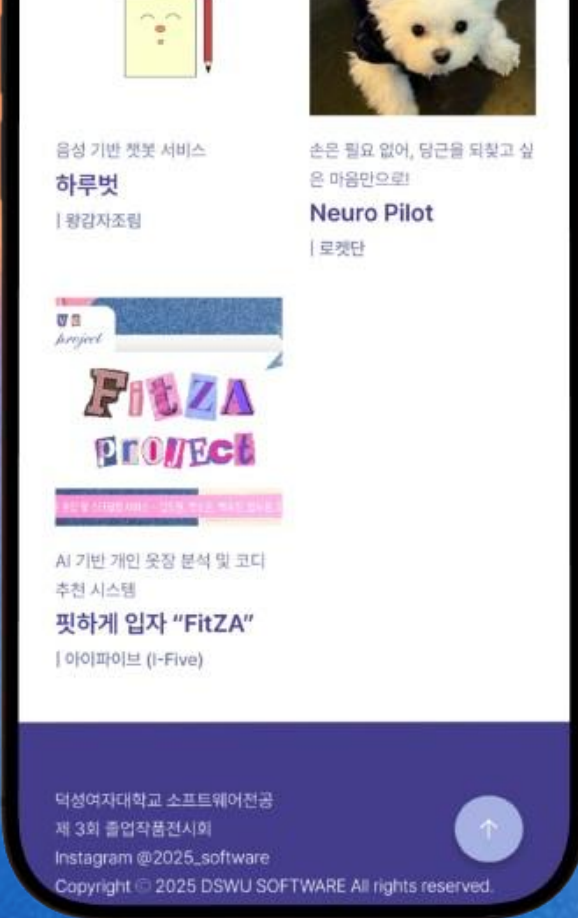 음성 기반 챗봇 서비스
하루벗
| 왕감자조림
손은 필요 없어, 당근을 되찾고 싶
은 마음만으로!
Neuro Pilot
| 로켓단
project
FitZA
PROJECT
AI 기반 개인 옷장 분석 및 코디
추천 시스템
핏하게 입자 “FitZA”
| 아이파이브 (I-Five)
덕성여자대학교 소프트웨어전공
제 3회 졸업작품전시회
Instagram @2025_software
Copyright © 2025 DSWU SOFTWARE All rights reserved.